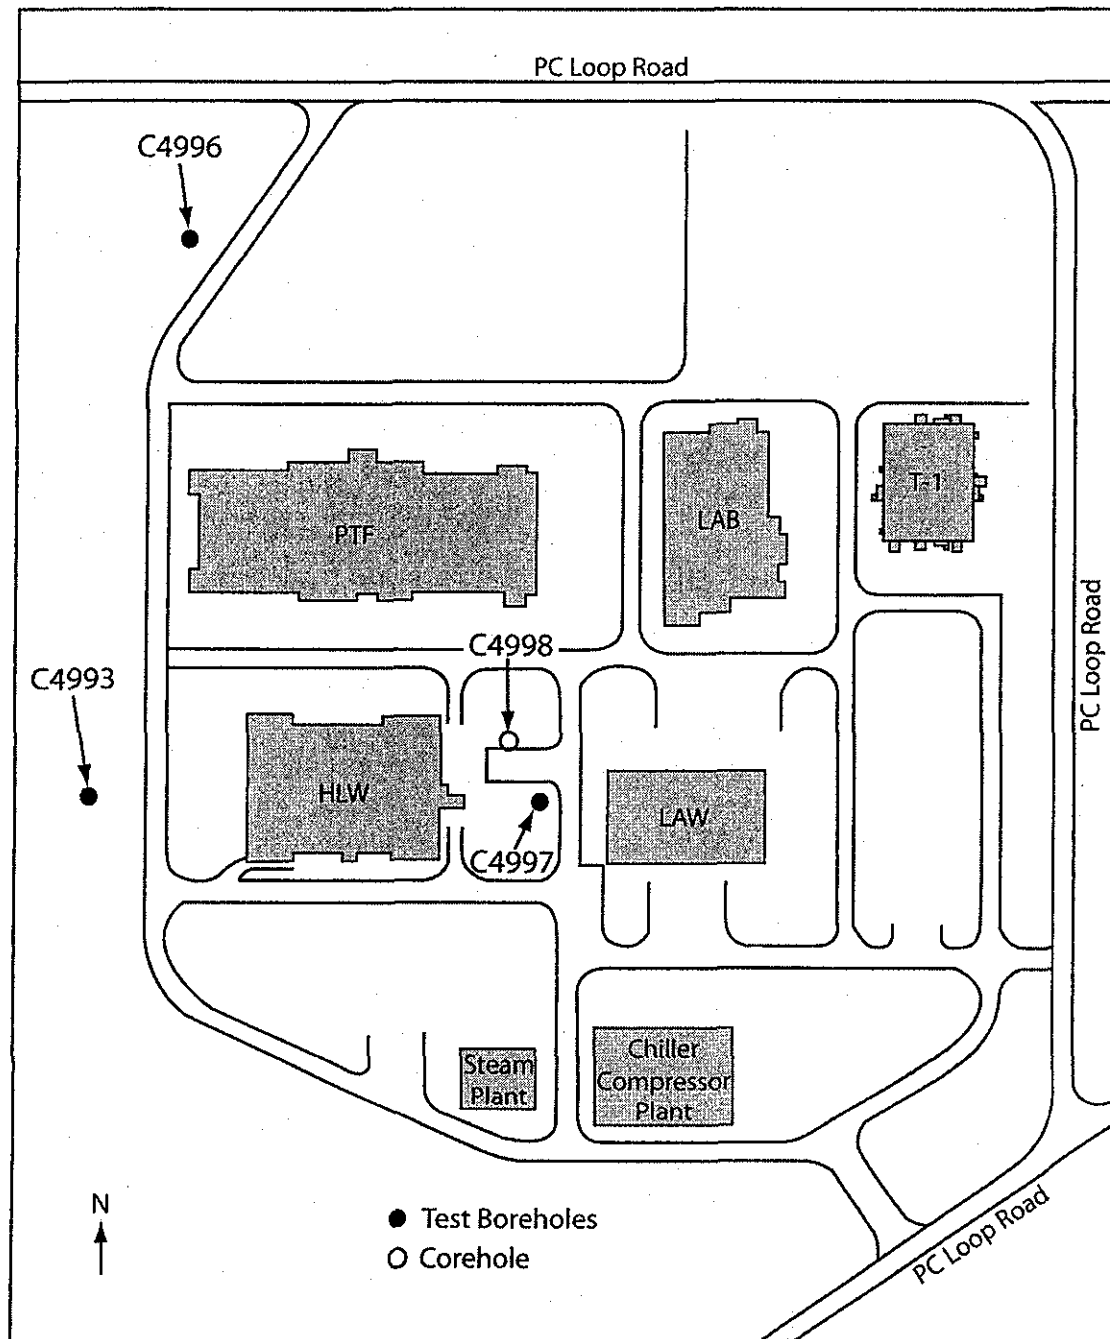 PC Loop Road
C4996
PTF
LAB
T-1
C4998
C4993
PC Loop Road
HLW
LAW
C4997
Steam
Plant
Chiller
Compressor
Plant
N
Test Boreholes
Corehole
PC Loop Road